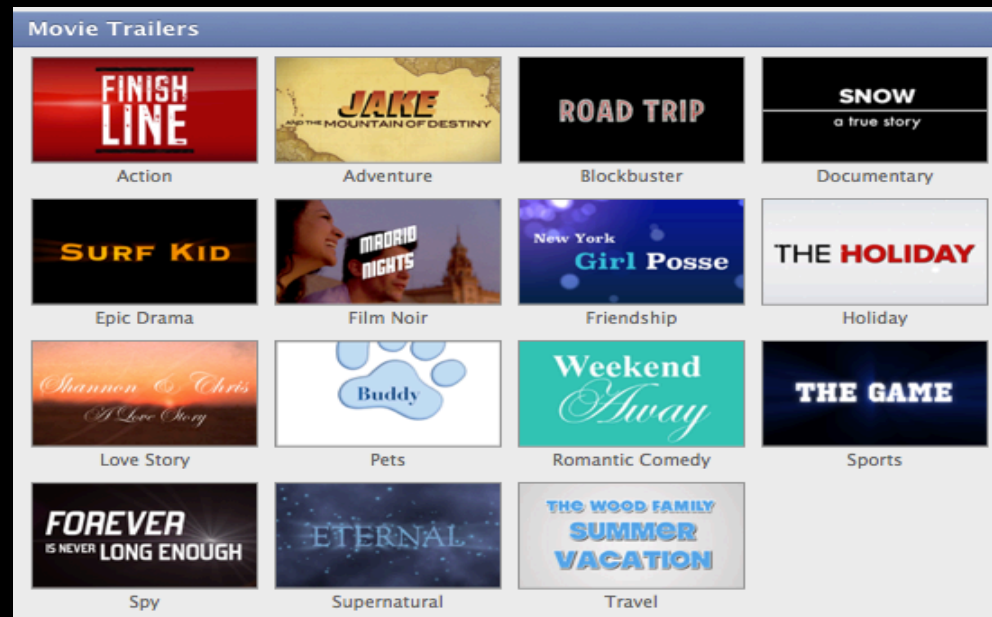 Movie Trailers
FINISH
LINE
JAKE
AND THE MOUNTAIN OF DESTINY
ROAD TRIP
SNOW
a true story
Action
Adventure
Blockbuster
Documentary
SURF KID
MADRID
NIGHTS
New York
Girl Posse
THE HOLIDAY
Epic Drama
Film Noir
Friendship
Holiday
Shannon & Chris
A Love Story
Buddy
Weekend
Away
THE GAME
Love Story
Pets
Romantic Comedy
Sports
FOREVER
IS NEVER LONG ENOUGH
ETERNAL
THE WOOD FAMILY
SUMMER
VACATION
Spy
Supernatural
Travel